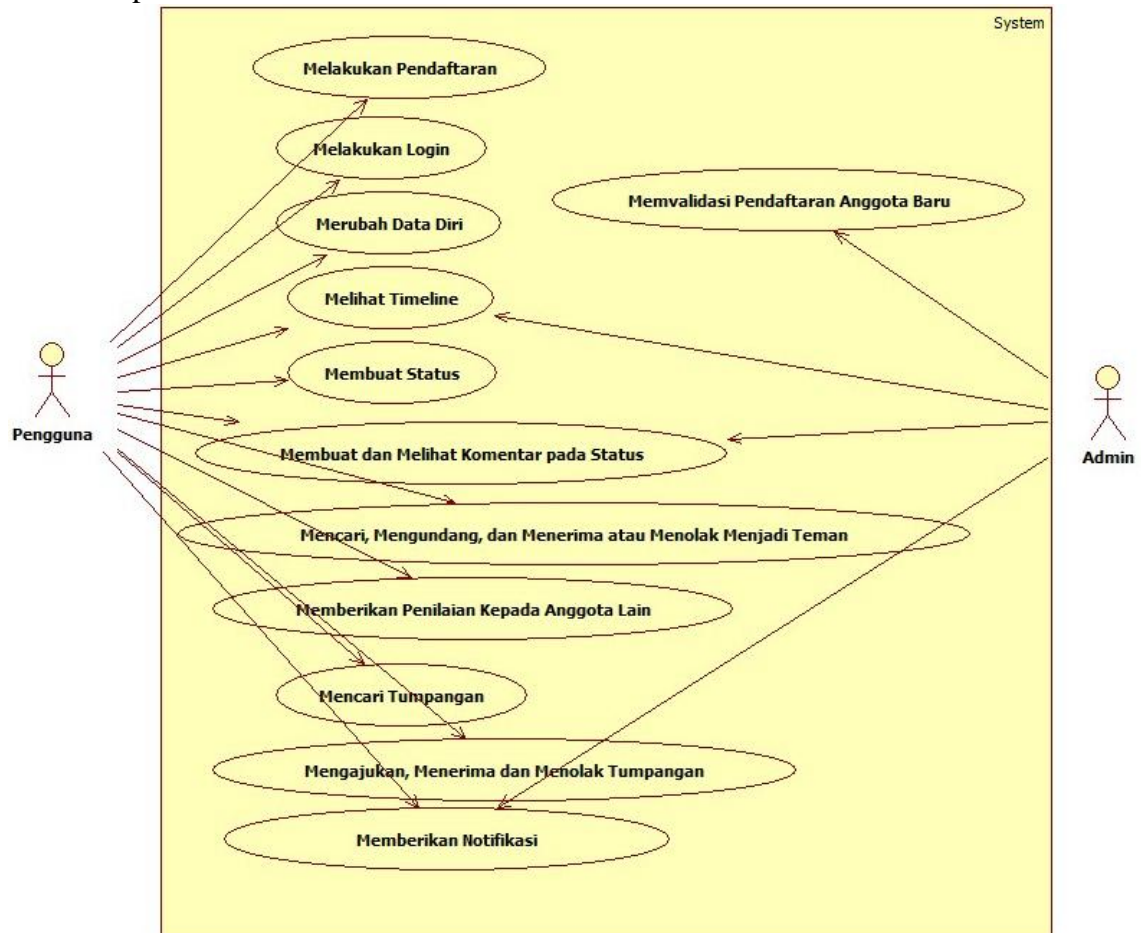 System
Melakukan Pendaftaran
Melakukan Login
Memvalidasi Pendaftaran Anggota Baru
Merubah Data Diri
Melihat Timeline
Membuat Status
Pengguna
Admin
Membuat dan Melihat Komentar pada Status
Mencari, Mengundang, dan Menerima atau Menolak Menjadi Teman
Memberikan Penilaian Kepada Anggota Lain
Mencari Tumpangan
Mengajukan, Menerima dan Menolak Tumpangan
Memberikan Notifikasi